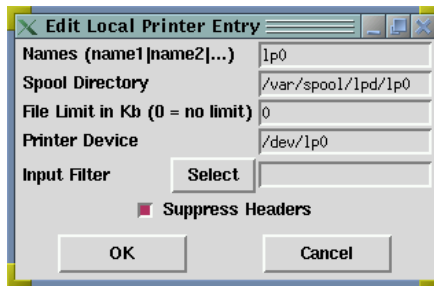 Edit Local Printer Entry
Names (name1|name2|...) lp0
Spool Directory /var/spool/lpd/lp0
File Limit in Kb (0 = no limit) 0
Printer Device /dev/lp0
Input Filter Select
Suppress Headers
OK Cancel